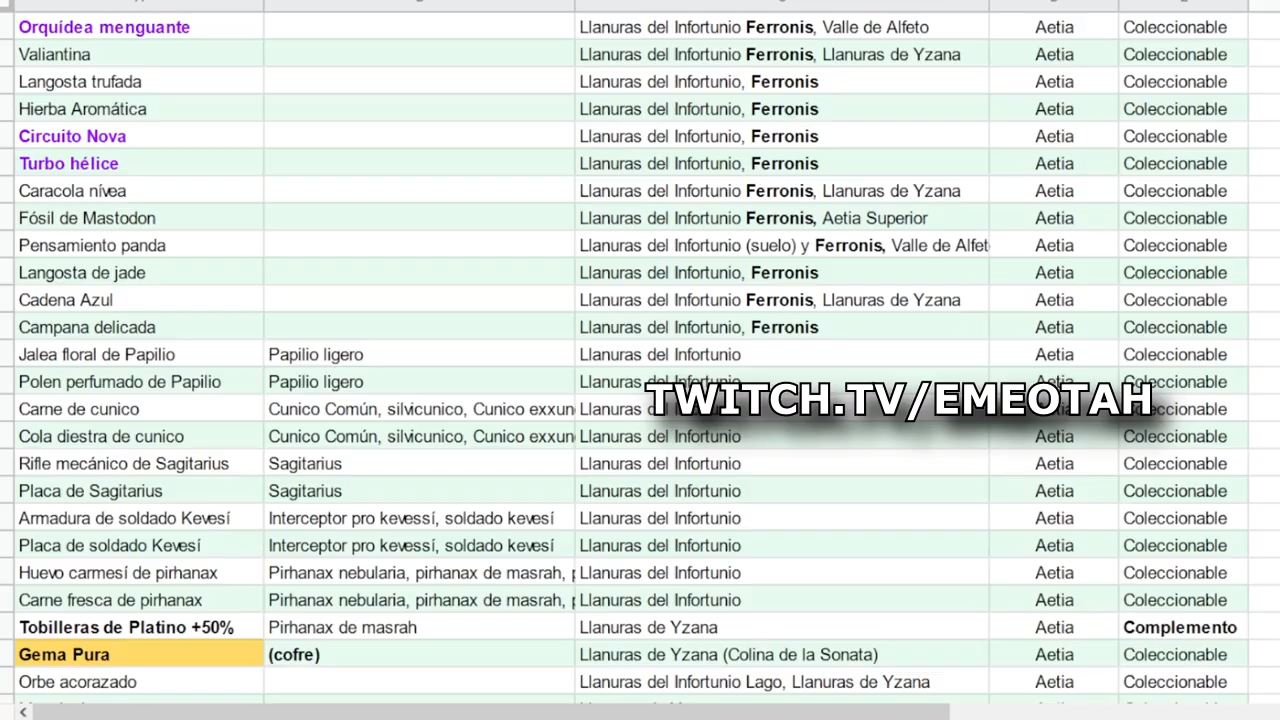 Orquídea menguante Llanuras del Infortunio Ferronis, Valle de Alfeto Aetia Coleccionable
Valiantina Llanuras del Infortunio Ferronis, Llanuras de Yzana Aetia Coleccionable
Langosta trufada Llanuras del Infortunio, Ferronis Aetia Coleccionable
Hierba Aromática Llanuras del Infortunio, Ferronis Aetia Coleccionable
Circuito Nova Llanuras del Infortunio, Ferronis Aetia Coleccionable
Turbo hélice Llanuras del Infortunio, Ferronis Aetia Coleccionable
Caracola nívea Llanuras del Infortunio Ferronis, Llanuras de Yzana Aetia Coleccionable
Fósil de Mastodon Llanuras del Infortunio Ferronis, Aetia Superior Aetia Coleccionable
Pensamiento panda Llanuras del Infortunio (suelo) y Ferronis, Valle de Alfet Aetia Coleccionable
Langosta de jade Llanuras del Infortunio, Ferronis Aetia Coleccionable
Cadena Azul Llanuras del Infortunio Ferronis, Llanuras de Yzana Aetia Coleccionable
Campana delicada Llanuras del Infortunio, Ferronis Aetia Coleccionable
Jalea floral de Papilio Papilio ligero Llanuras del Infortunio Aetia Coleccionable
Polen perfumado de Papilio Papilio ligero Llanuras del Infortunio Aetia Coleccionable
TWITCH.TV/EMEOTAH
Carne de cunico Cunico Común, silvicunico, Cunico exxun Llanuras Coleccionable
Cola diestra de cunico Cunico Común, silvicunico, Cunico exxun Llanuras del Infortunio Aetia Coleccionable
Rifle mecánico de Sagitarius Sagitarius Llanuras del Infortunio Aetia Coleccionable
Placa de Sagitarius Sagitarius Llanuras del Infortunio Aetia Coleccionable
Armadura de soldado Kevesí Interceptor pro kevessí, soldado kevesí Llanuras del Infortunio Aetia Coleccionable
Placa de soldado Kevesí Interceptor pro kevessí, soldado kevesí Llanuras del Infortunio Aetia Coleccionable
Huevo carmesí de pirhanax Pirhanax nebularia, pirhanax de masrah, p Llanuras del Infortunio Aetia Coleccionable
Carne fresca de pirhanax Pirhanax nebularia, pirhanax de masrah, p Llanuras del Infortunio Aetia Coleccionable
Tobilleras de Platino +50% Pirhanax de masrah Llanuras de Yzana Aetia Complemento
Gema Pura (cofre) Llanuras de Yzana (Colina de la Sonata) Aetia Coleccionable
Orbe acorazado Llanuras del Infortunio Lago, Llanuras de Yzana Aetia Coleccionable